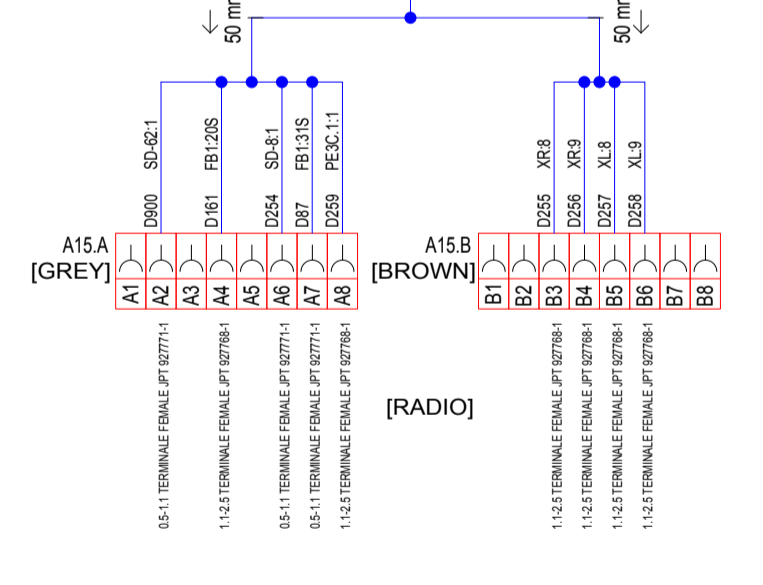 50 mm
50 mm
SD-62:1
FB1:20S
SD-8:1
FB1:31S
PE3C.1:1
XR:8
XR:9
XL:8
XL:9
D900
D161
D254
D87
D259
D255
D256
D257
D258
A15.A
[GREY]
A15.B
[BROWN]
A1
A2
A3
A4
A5
A6
A7
A8
B1
B2
B3
B4
B5
B6
B7
B8
0.5-1.1 TERMINALE FEMALE JPT 927771-1
1.1-2.5 TERMINALE FEMALE JPT 927768-1
0.5-1.1 TERMINALE FEMALE JPT 927771-1
0.5-1.1 TERMINALE FEMALE JPT 927771-1
1.1-2.5 TERMINALE FEMALE JPT 927768-1
[RADIO]
1.1-2.5 TERMINALE FEMALE JPT 927768-1
1.1-2.5 TERMINALE FEMALE JPT 927768-1
1.1-2.5 TERMINALE FEMALE JPT 927768-1
1.1-2.5 TERMINALE FEMALE JPT 927768-1